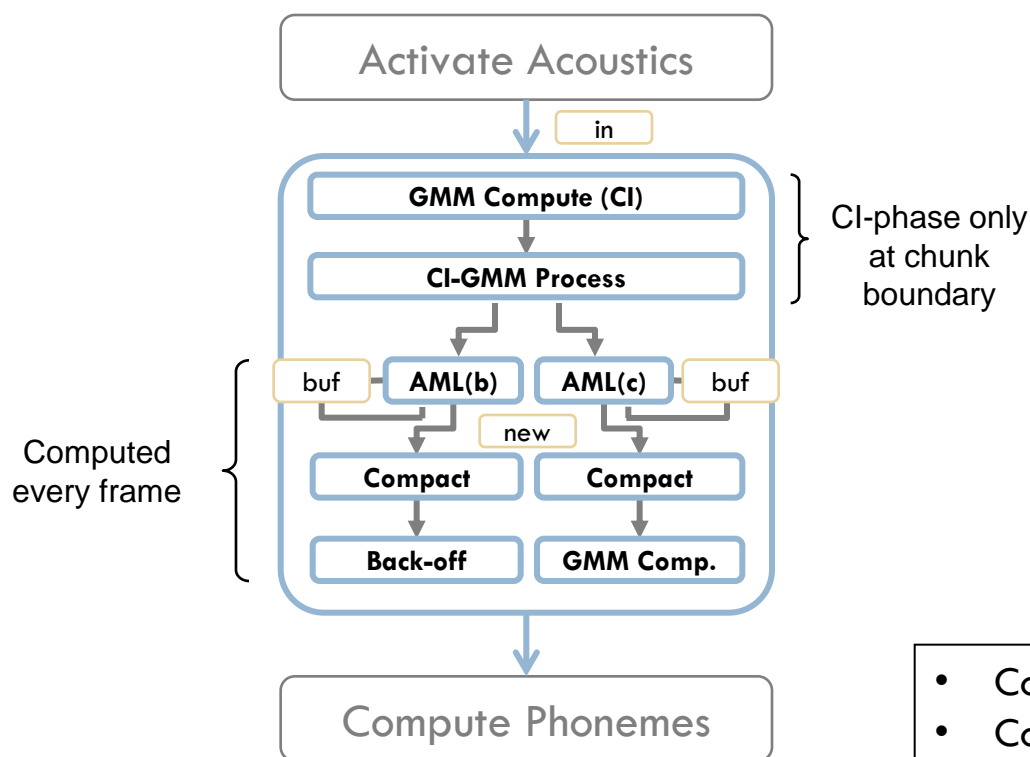 Activate Acoustics
in
GMM Compute (CI)
CI-GMM Process
CI-phase only
at chunk
boundary
buf
AML(b)
AML(c)
buf
new
Computed
every frame
Compact
Compact
Back-off
GMM Comp.
Compute Phonemes
•
•